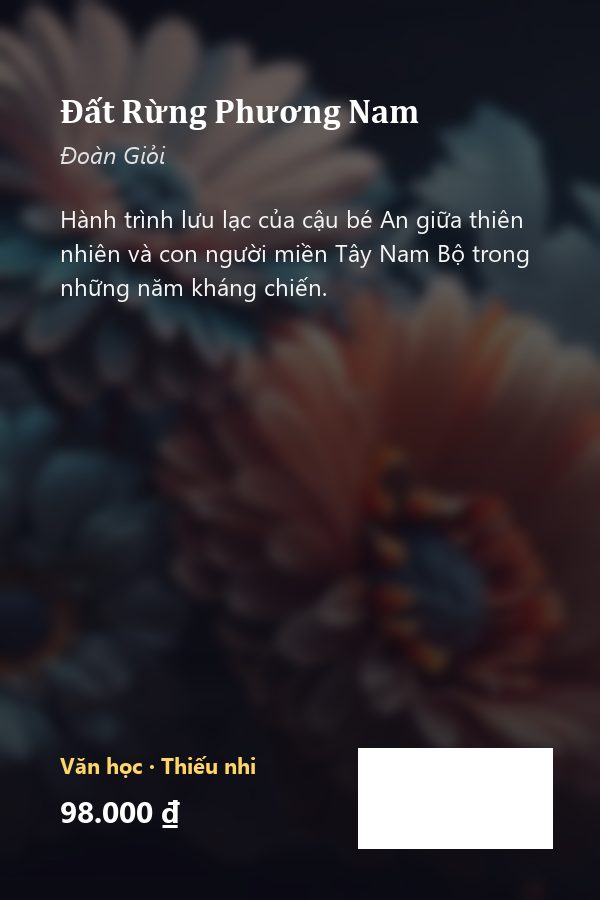 Đất Rừng Phương Nam
Đoàn Giỏi
Hành trình lưu lạc của cậu bé An giữa thiên
nhiên và con người miền Tây Nam Bộ trong
những năm kháng chiến.
Văn học · Thiếu nhi
98.000 ₫